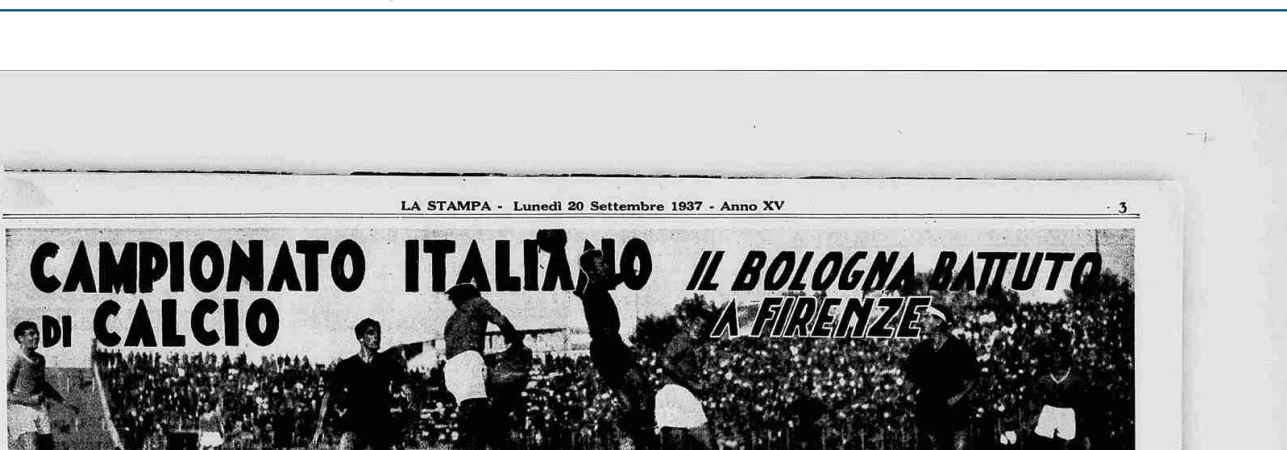 LA STAMPA - Lunedì 20 Settembre 1937 - Anno XV - 3
CAMPIONATO ITALIANO
DI CALCIO
IL BOLOGNA BATTUTO
A FIRENZE